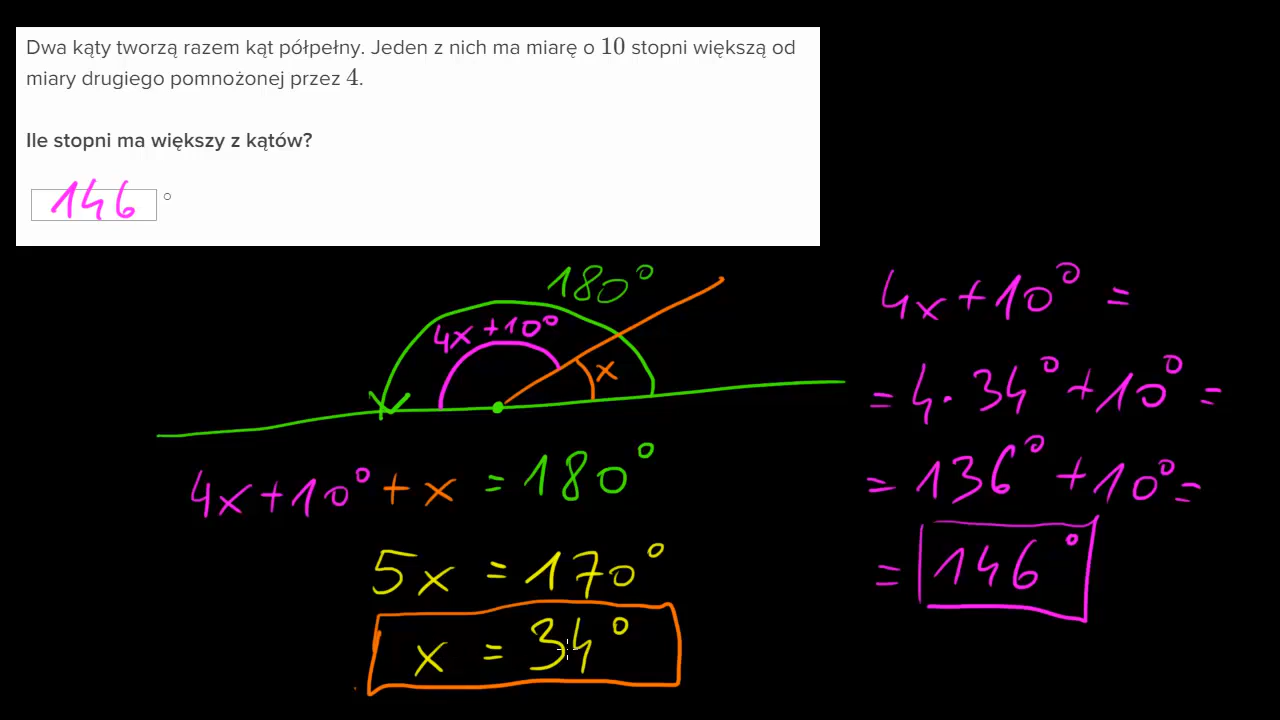 Dwa kąty tworzą razem kąt półpełny. Jeden z nich ma miarę o 10 stopni większą od
miary drugiego pomnożonej przez 4.
Ile stopni ma większy z kątów?
146 °
180°
4x+10°
x
4x+10°+x=180°
5x=170°
x=34°
4x+10°=
=4·34°+10°=
=136°+10°=
=146°